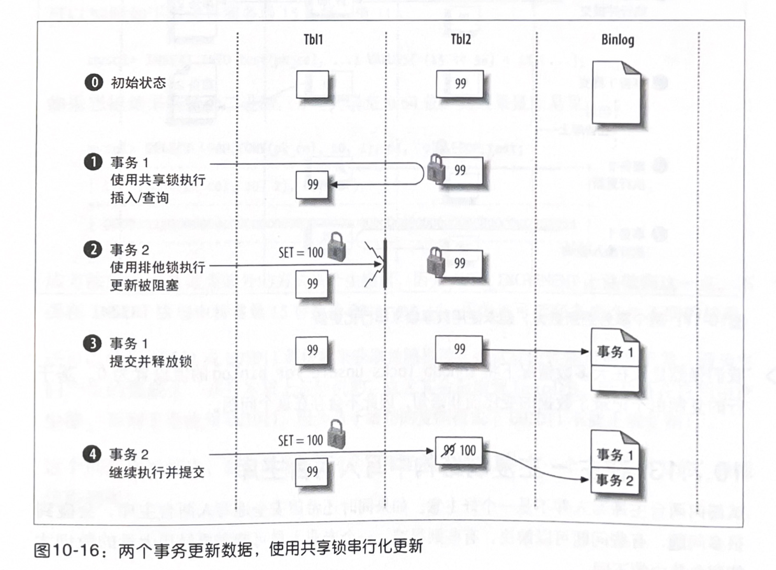 Tbl1 Tbl2 Binlog
0 初始状态 99
1 事务 1
使用共享锁执行
插入/查询
99 99
2 事务 2
使用排他锁执行
更新被阻塞
SET = 100
99 99
3 事务 1
提交并释放锁
99 99 事务 1
4 事务 2
继续执行并提交
SET = 100
99 99 100 事务 1
事务 2
图10-16：两个事务更新数据，使用共享锁串行化更新